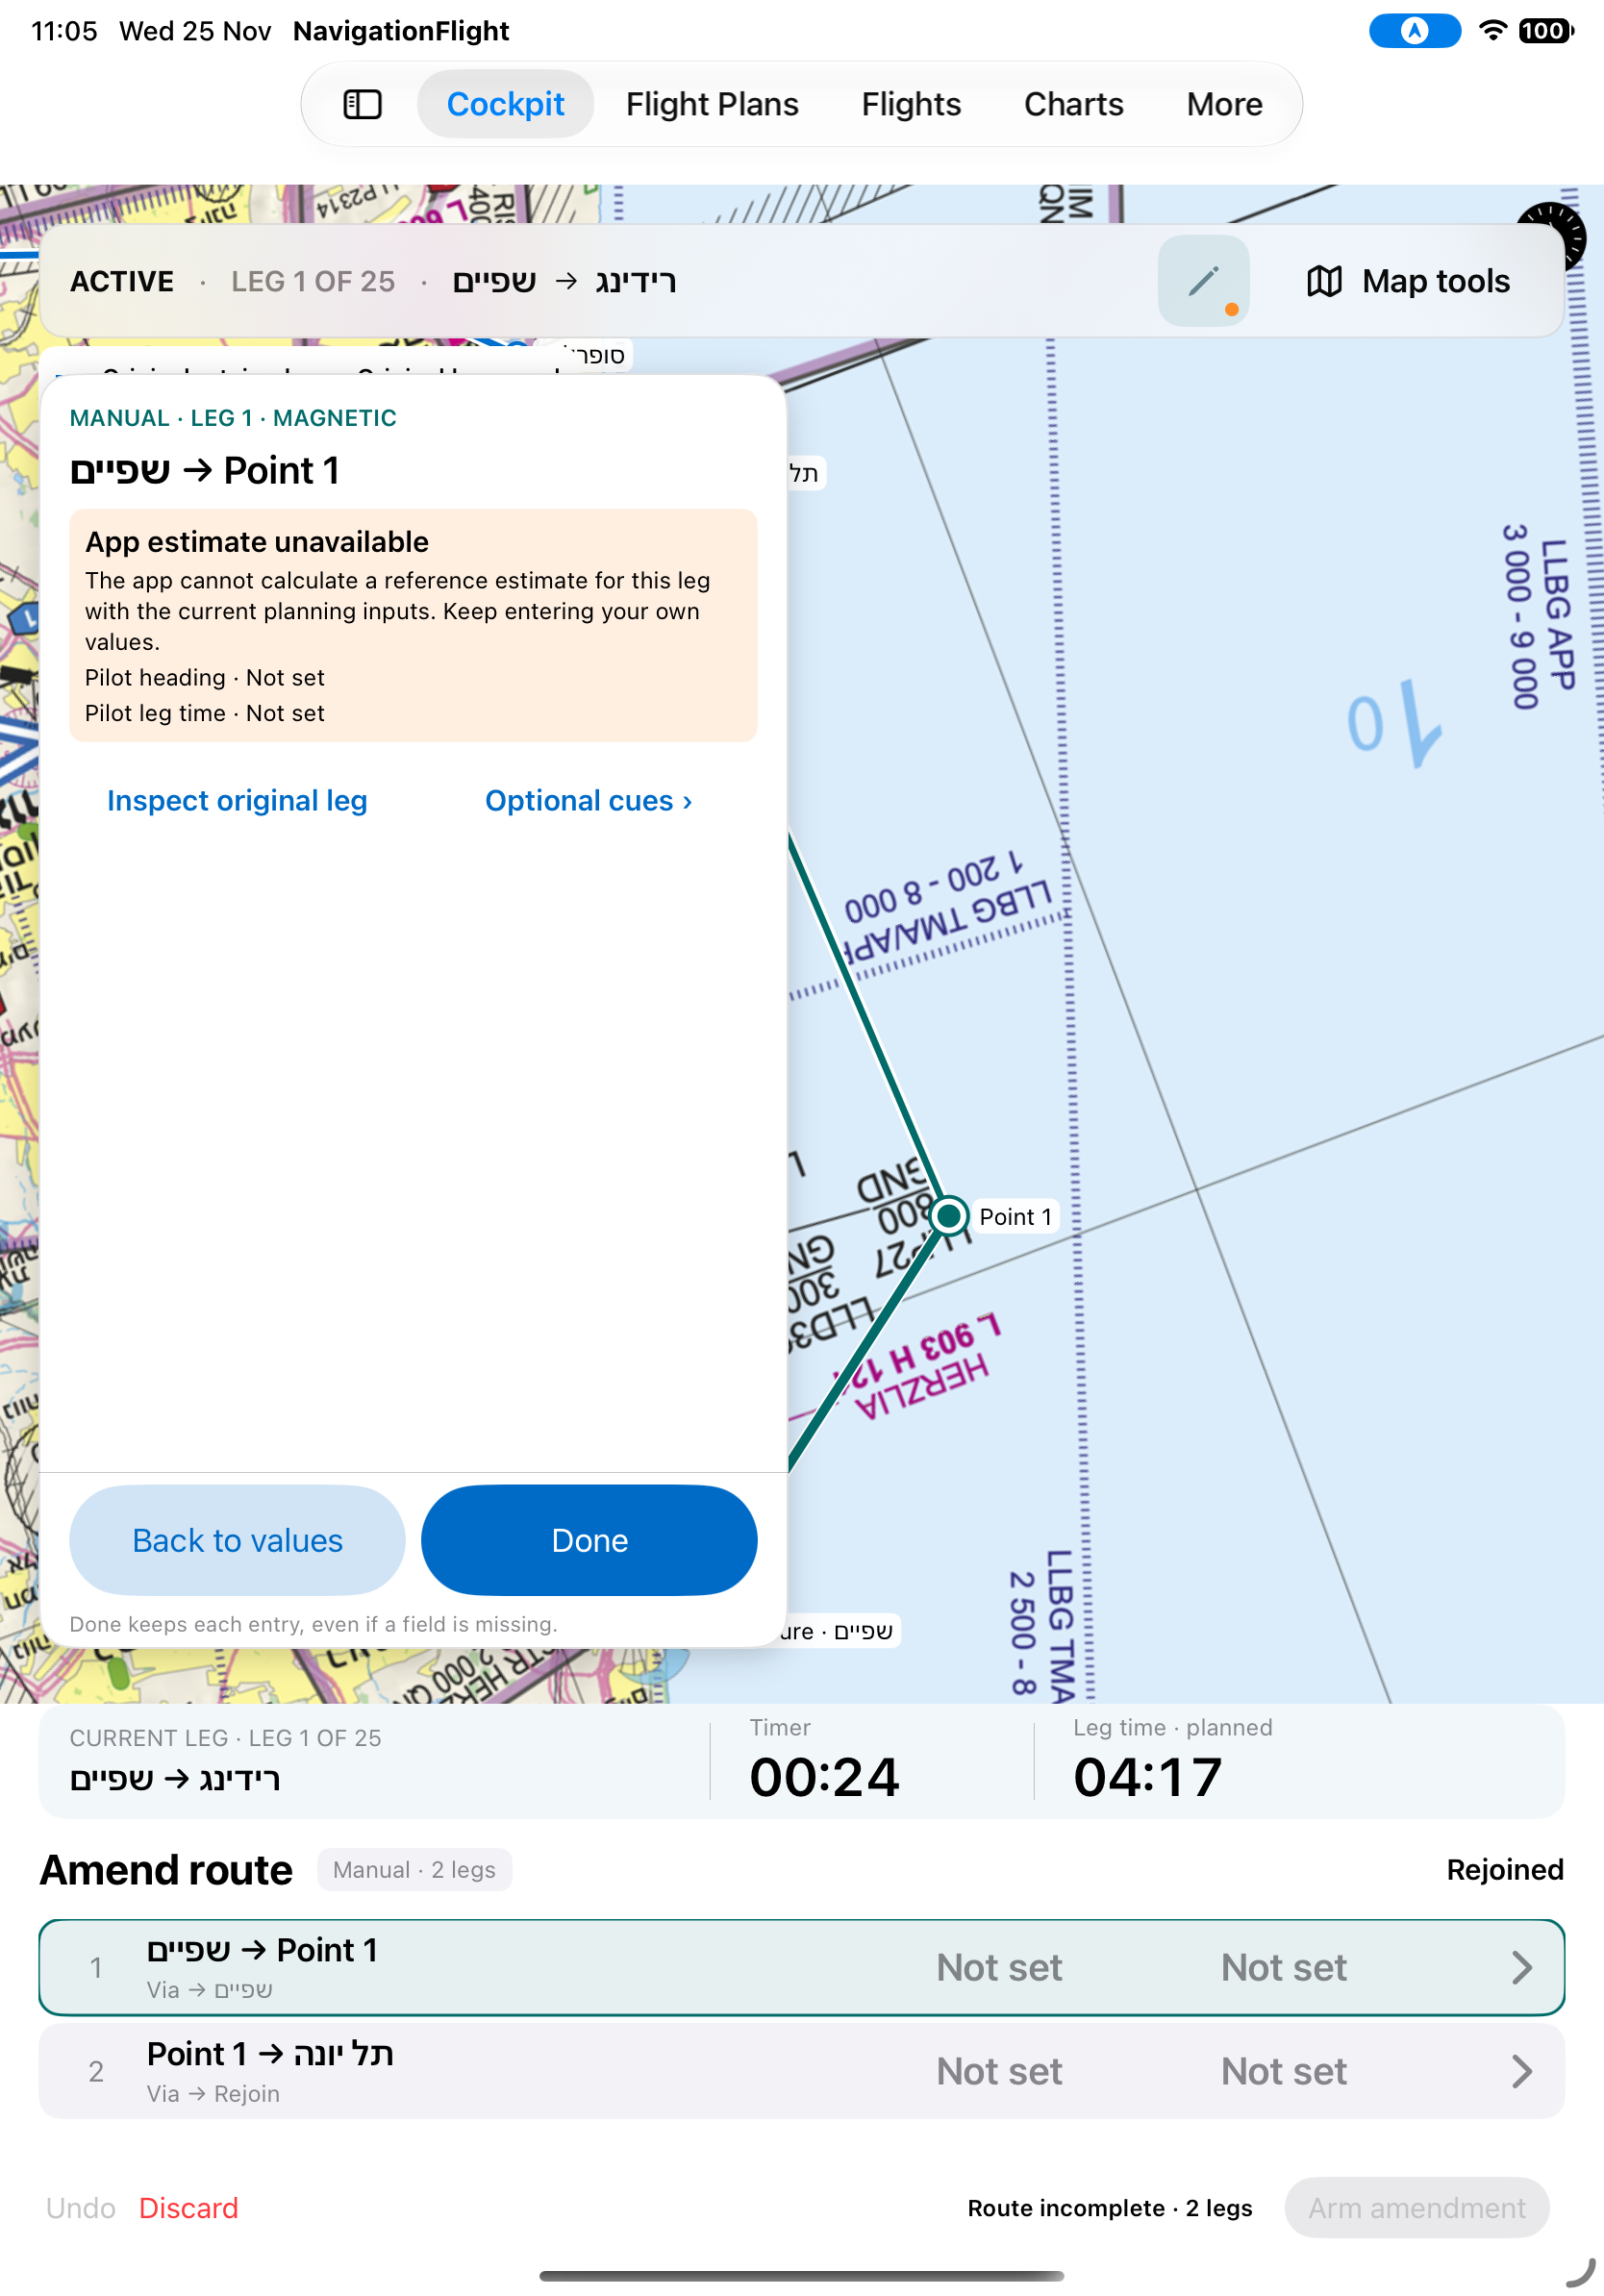 11:05 Wed 25 Nov NavigationFlight
100
Cockpit Flight Plans Flights Charts More
P2314
ACTIVE · LEG 1 OF 25 · שפיים → רידינג
Map tools
MANUAL · LEG 1 · MAGNETIC
שפיים → Point 1
App estimate unavailable
The app cannot calculate a reference estimate for this leg
with the current planning inputs. Keep entering your own
values.
Pilot heading · Not set
Pilot leg time · Not set
Inspect original leg Optional cues ›
Back to values Done
Done keeps each entry, even if a field is missing.
תל
LLBG APP
3 000 - 9 000
10
LLBG TMA/APP
1 200 - 8 000
GND
Point 1
HERZLIA
L 903 H 12
LLBG TMA
2 500 - 8
שפיים
CURRENT LEG · LEG 1 OF 25
שפיים → רידינג
Timer
00:24
Leg time · planned
04:17
Amend route Manual · 2 legs Rejoined
1 שפיים → Point 1 Not set Not set
Via → שפיים
2 Point 1 → תל יונה Not set Not set
Via → Rejoin
Undo Discard Route incomplete · 2 legs Arm amendment